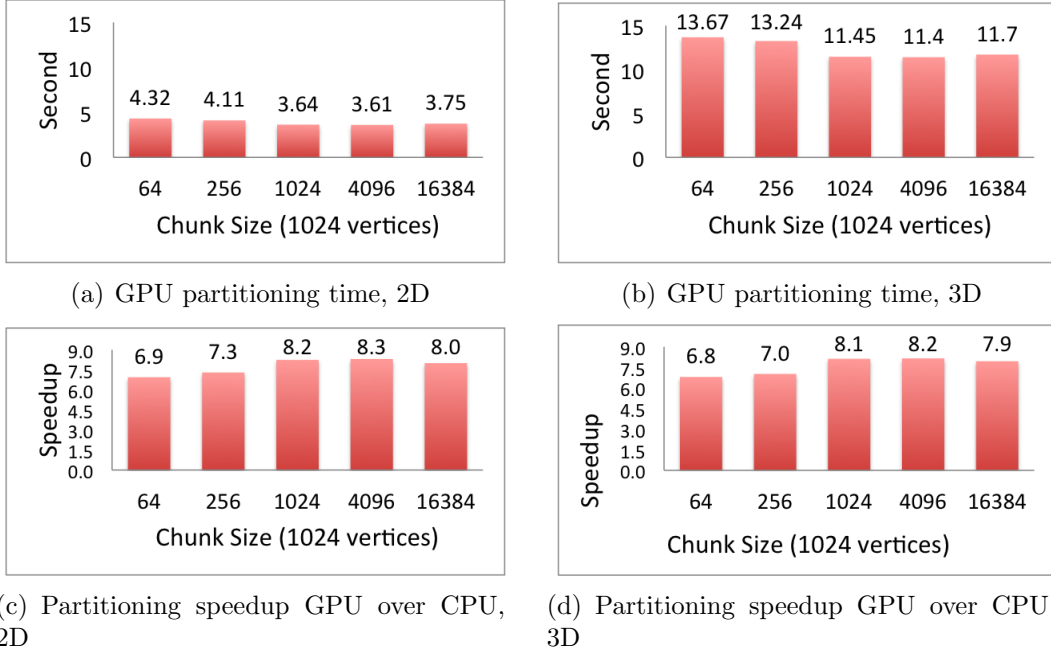 15
10
5
0
Second
4.32 4.11 3.64 3.61 3.75
64 256 1024 4096 16384
Chunk Size (1024 vertices)
(a) GPU partitioning time, 2D
15
10
5
0
Second
13.67 13.24 11.45 11.4 11.7
64 256 1024 4096 16384
Chunk Size (1024 vertices)
(b) GPU partitioning time, 3D
9.0
7.5
6.0
4.5
3.0
1.5
0.0
Speedup
6.9 7.3 8.2 8.3 8.0
64 256 1024 4096 16384
Chunk Size (1024 vertices)
(c) Partitioning speedup GPU over CPU,
2D
9.0
7.5
6.0
4.5
3.0
1.5
0.0
Speedup
6.8 7.0 8.1 8.2 7.9
64 256 1024 4096 16384
Chunk Size (1024 vertices)
(d) Partitioning speedup GPU over CPU
3D